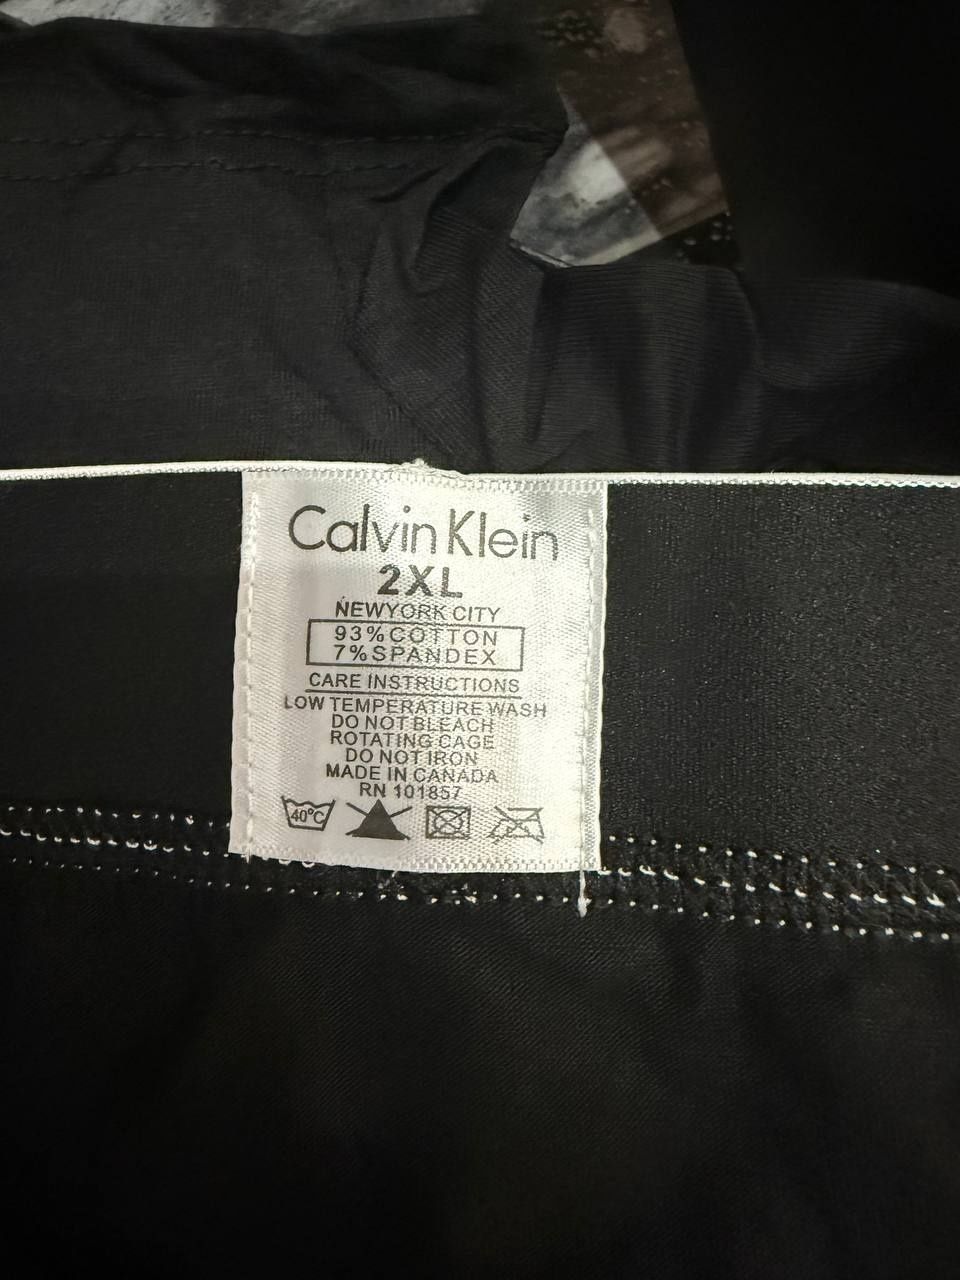 Calvin Klein
2XL
NEWYORK CITY
93%COTTON
7%SPANDEX
CARE INSTRUCTIONS
LOW TEMPERATURE WASH
DO NOT BLEACH
ROTATING CAGE
DO NOT IRON
MADE IN CANADA
RN 101857
40°C